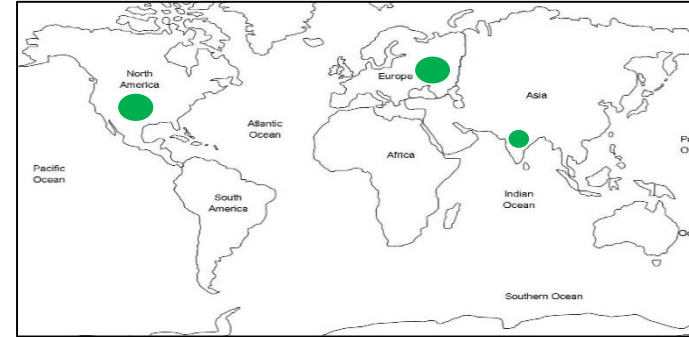 North
America
Europe
Asia
Atlantic
Ocean
Africa
Pacific
Ocean
South
America
Indian
Ocean
Southern Ocean